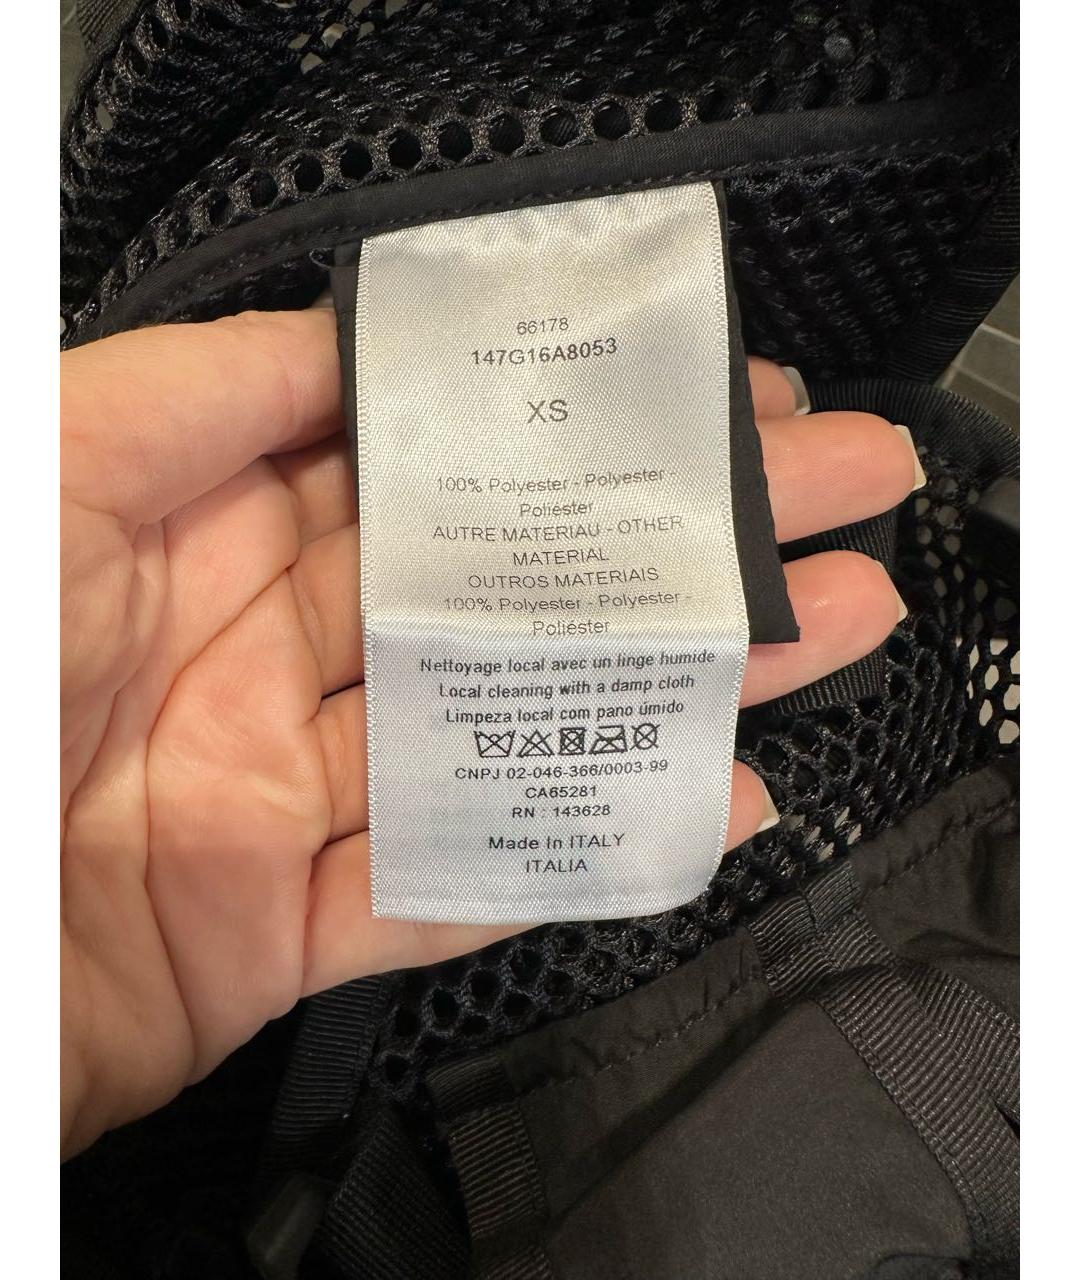 66178
147G16A8053
XS
100% Polyester - Polyester -
Poliéster
AUTRE MATERIAU - OTHER
MATERIAL
OUTROS MATERIAIS
100% Polyester - Polyester -
Poliéster
Nettoyage local avec un linge humide
Local cleaning with a damp cloth
Limpeza local com pano úmido
CNPJ 02-046-366/0003-99
CA65281
RN : 143628
Made In ITALY
ITALIA